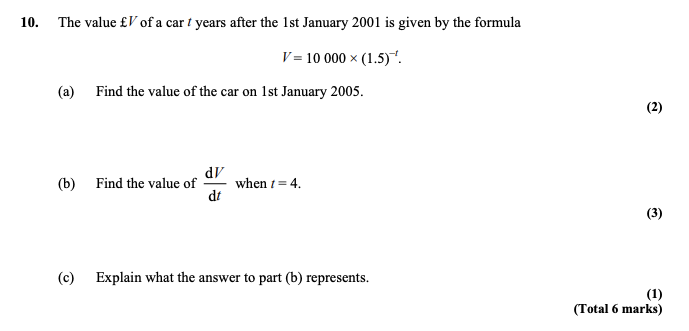 10. The value £V of a car t years after the 1st January 2001 is given by the formula
V = 10 000 × (1.5)⁻ᵗ.
(a) Find the value of the car on 1st January 2005.
(2)
(b) Find the value of dV/dt when t = 4.
(3)
(c) Explain what the answer to part (b) represents.
(1)
(Total 6 marks)